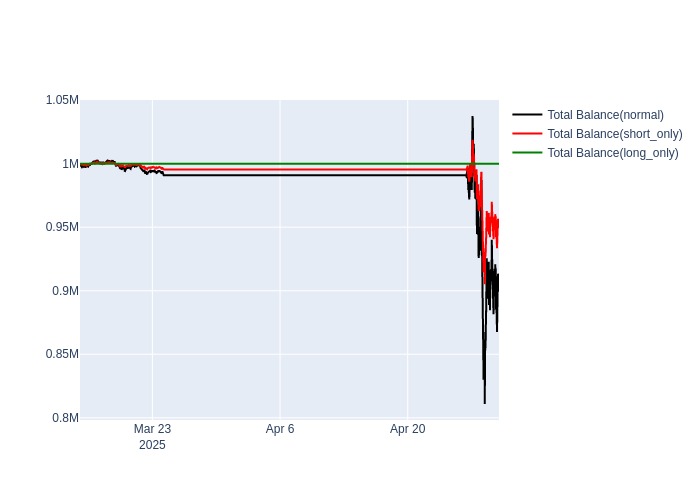 1.05M
1M
0.95M
0.9M
0.85M
0.8M
Mar 23
2025
Apr 6
Apr 20
Total Balance(normal)
Total Balance(short_only)
Total Balance(long_only)